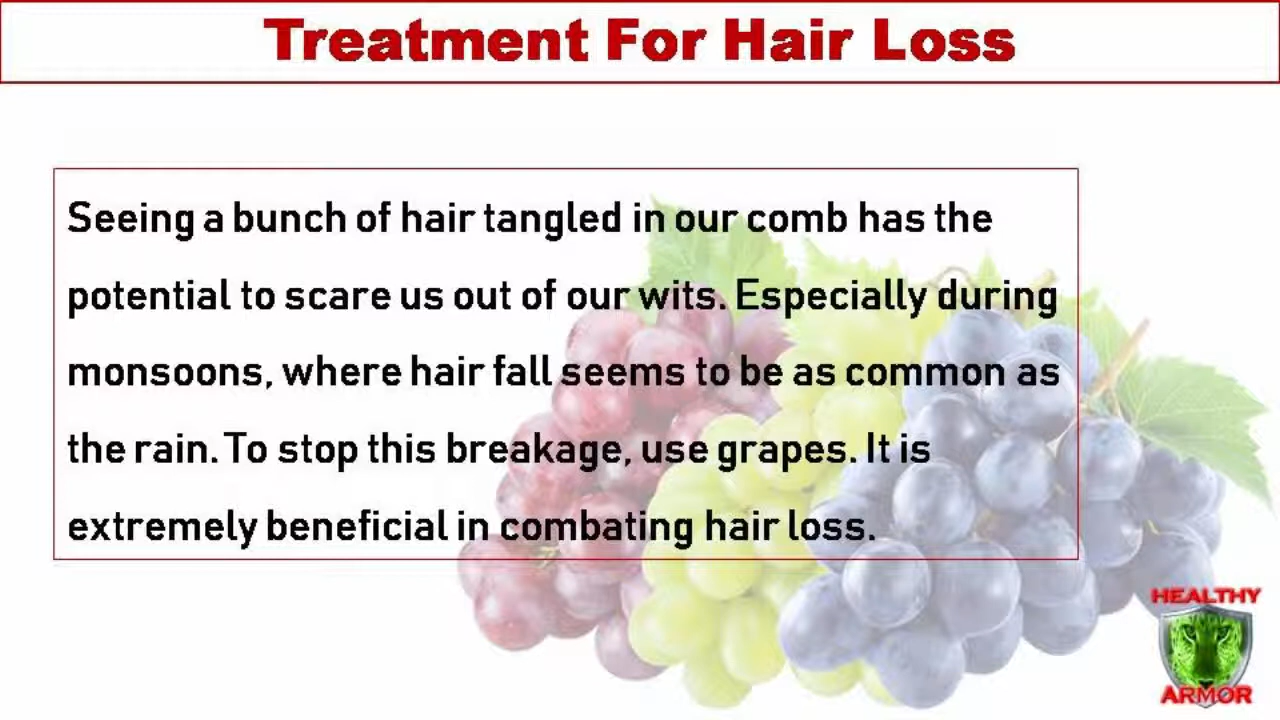 Treatment For Hair Loss
Seeing a bunch of hair tangled in our comb has the
potential to scare us out of our wits. Especially during
monsoons, where hair fall seems to be as common as
the rain. To stop this breakage, use grapes. It is
extremely beneficial in combating hair loss.
HEALTHY
ARMOR